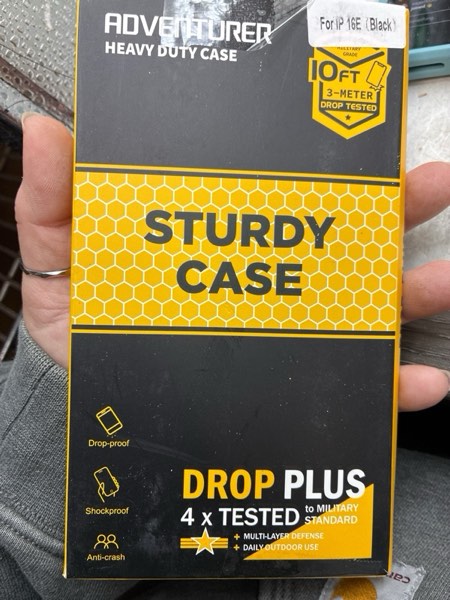 ADVENTURER
HEAVY DUTY CASE
For IP 16E (Black)
MILITARY
GRADE
10FT
3-METER
DROP TESTED
STURDY
CASE
Drop-proof
Shockproof
Anti-crash
DROP PLUS
4 x TESTED to MILITARY
STANDARD
+ MULTI-LAYER DEFENSE
+ DAILY OUTDOOR USE